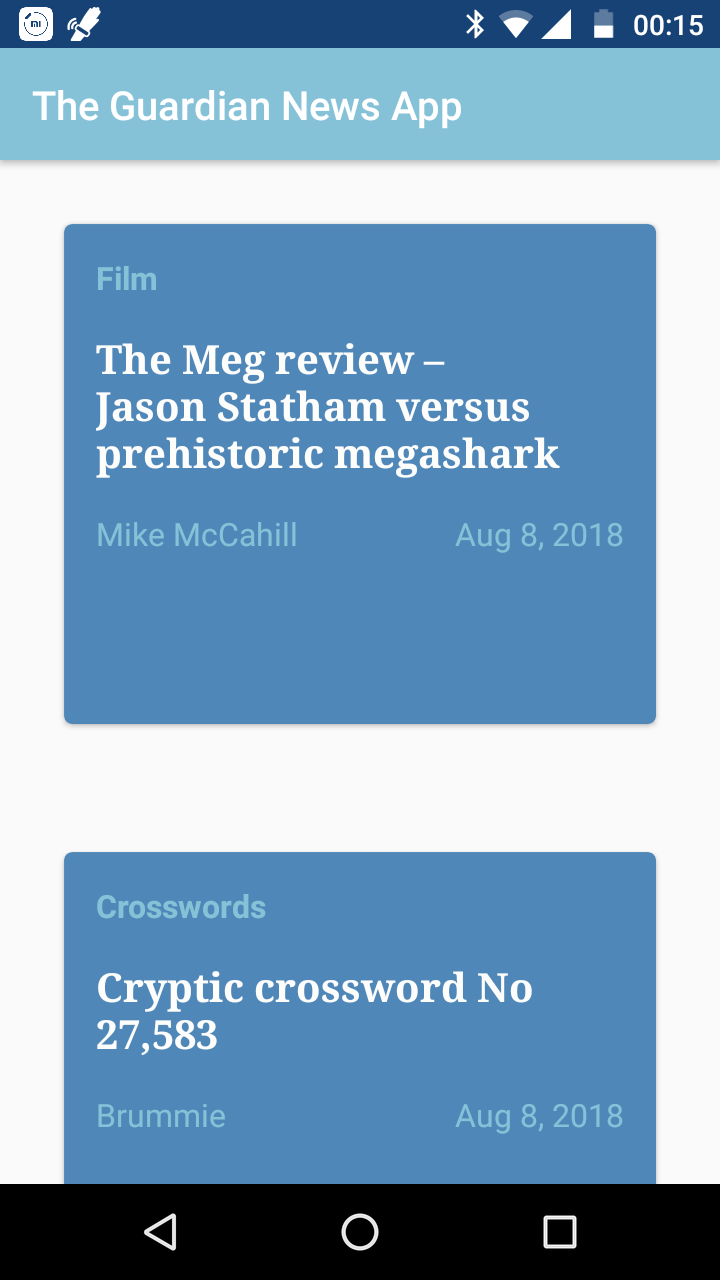 00:15
The Guardian News App
Film
The Meg review –
Jason Statham versus
prehistoric megashark
Mike McCahill Aug 8, 2018
Crosswords
Cryptic crossword No
27,583
Brummie Aug 8, 2018